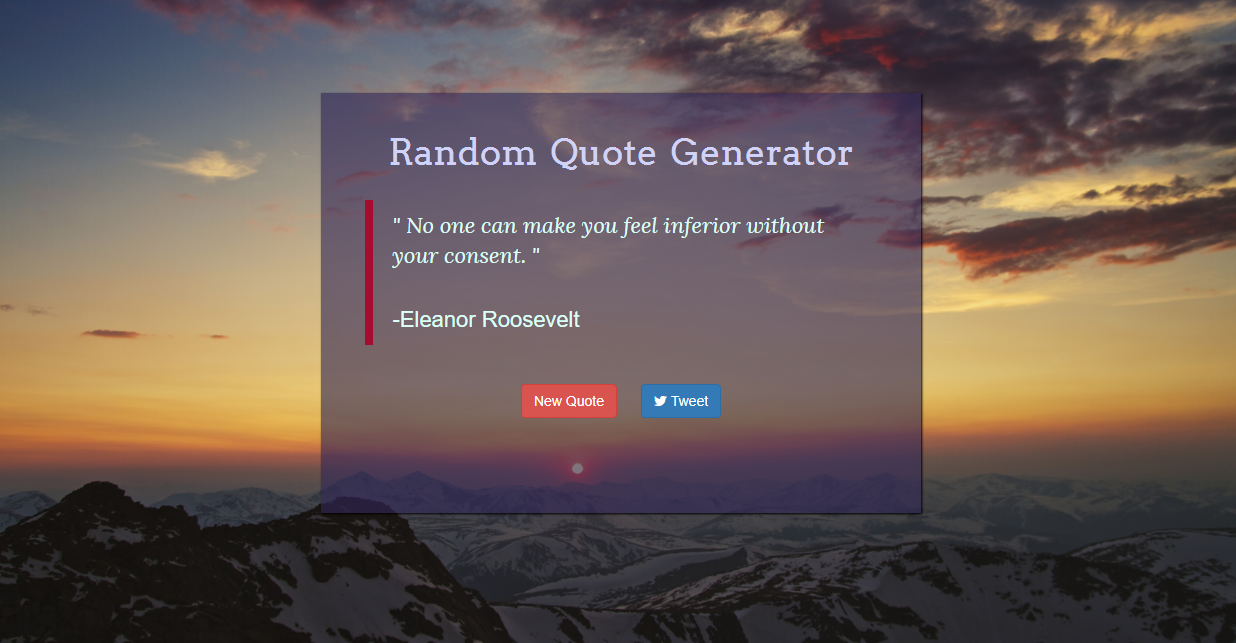 Random Quote Generator
" No one can make you feel inferior without
your consent. "
-Eleanor Roosevelt
New Quote Tweet